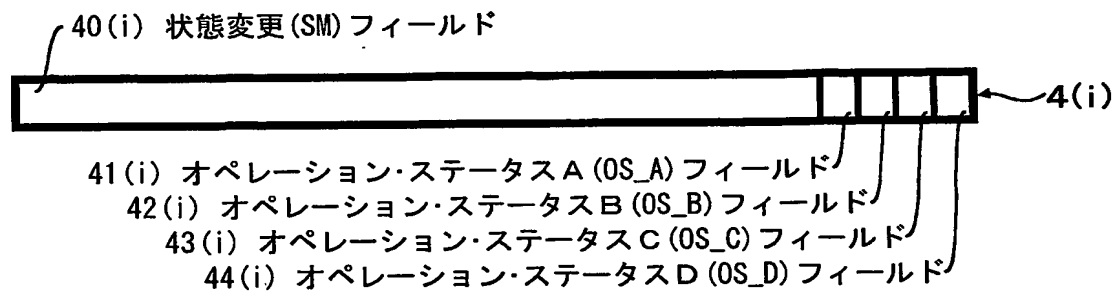 40(i) 状態変更(SM)フィールド
4(i)
41(i) オペレーション・ステータスA(OS_A)フィールド
42(i) オペレーション・ステータスB(OS_B)フィールド
43(i) オペレーション・ステータスC(OS_C)フィールド
44(i) オペレーション・ステータスD(OS_D)フィールド